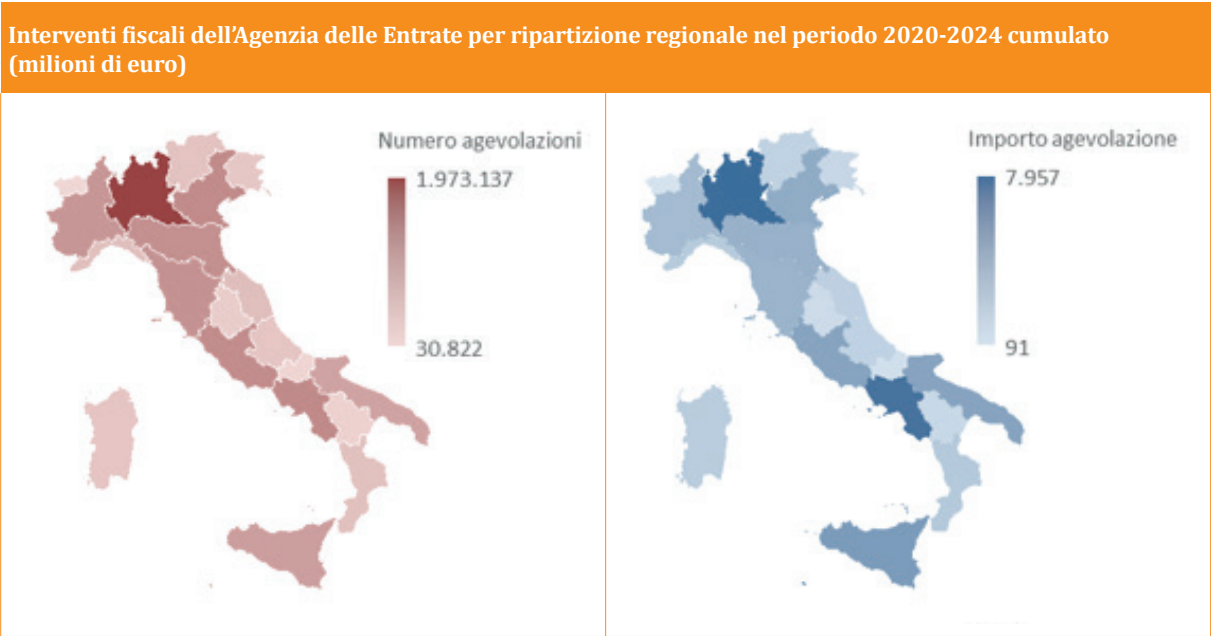 Interventi fiscali dell'Agenzia delle Entrate per ripartizione regionale nel periodo 2020-2024 cumulato
(milioni di euro)
Numero agevolazioni
1.973.137
30.822
Importo agevolazione
7.957
91